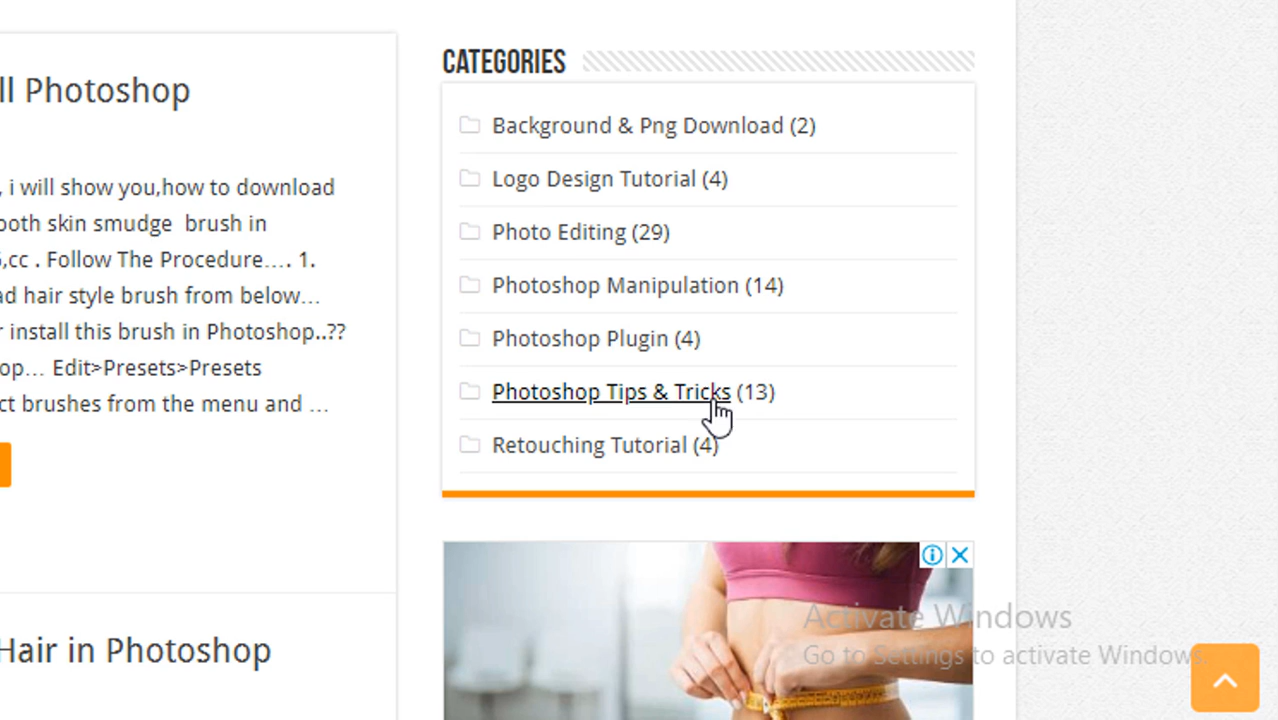 ll Photoshop
, i will show you,how to download
ooth skin smudge brush in
,cc . Follow The Procedure…. 1.
ad hair style brush from below…
r install this brush in Photoshop..??
op… Edit>Presets>Presets
ct brushes from the menu and …
Hair in Photoshop
CATEGORIES
Background & Png Download (2)
Logo Design Tutorial (4)
Photo Editing (29)
Photoshop Manipulation (14)
Photoshop Plugin (4)
Photoshop Tips & Tricks (13)
Retouching Tutorial (4)
Activate Windows
Go to Settings to activate Windows.